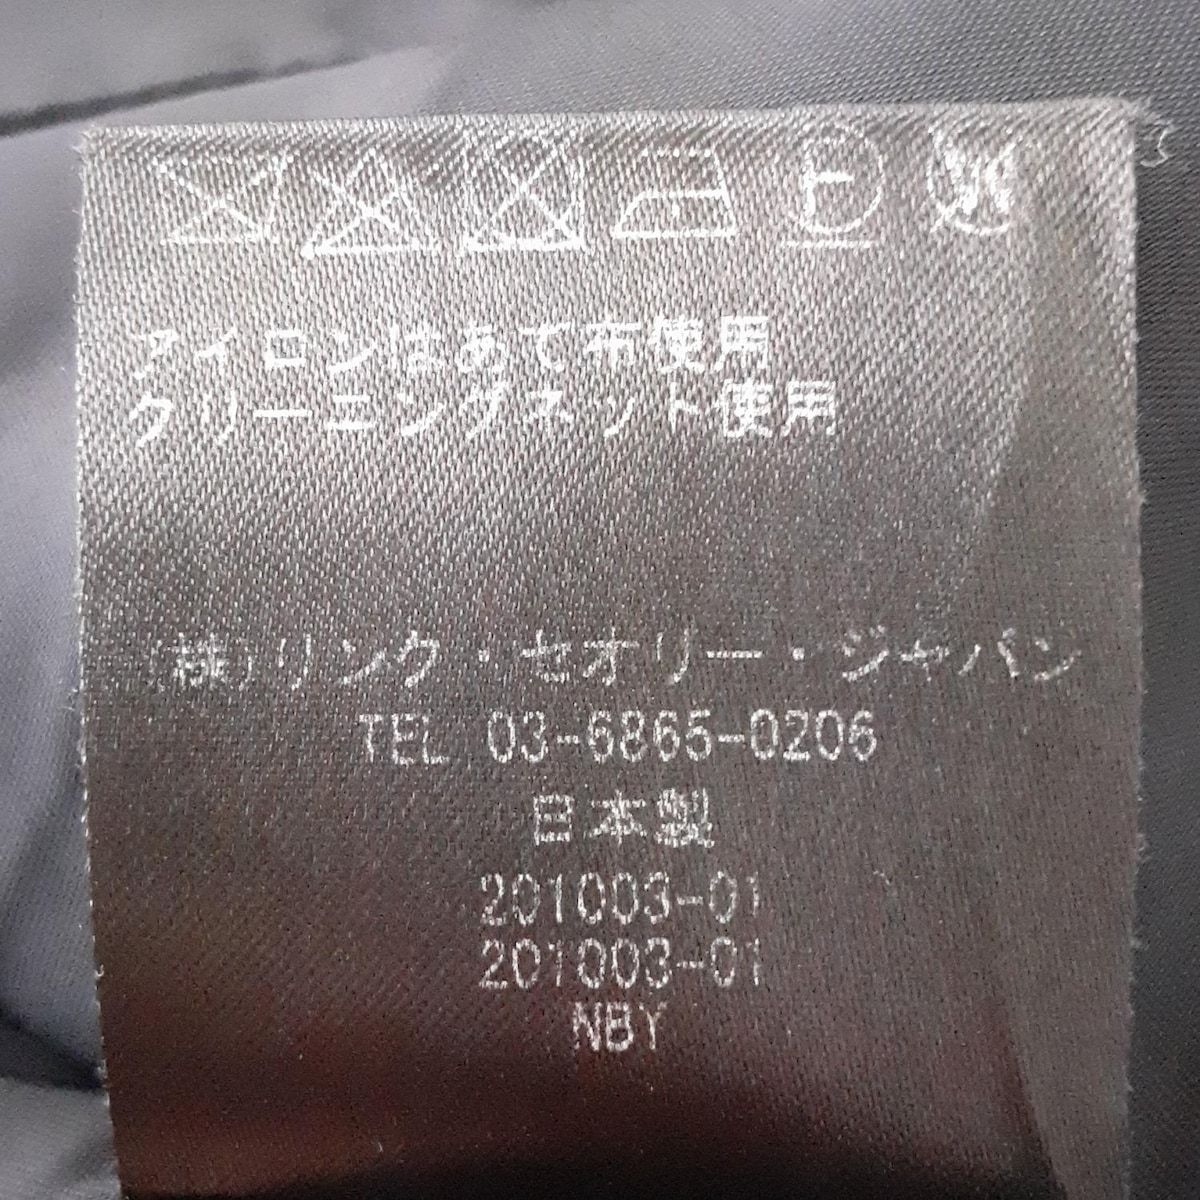 アイロンはあて布使用
クリーニングネット使用
(株)リンク・セオリー・ジャパン
TEL 03-6865-0206
日本製
201003-01
201003-01
NBY